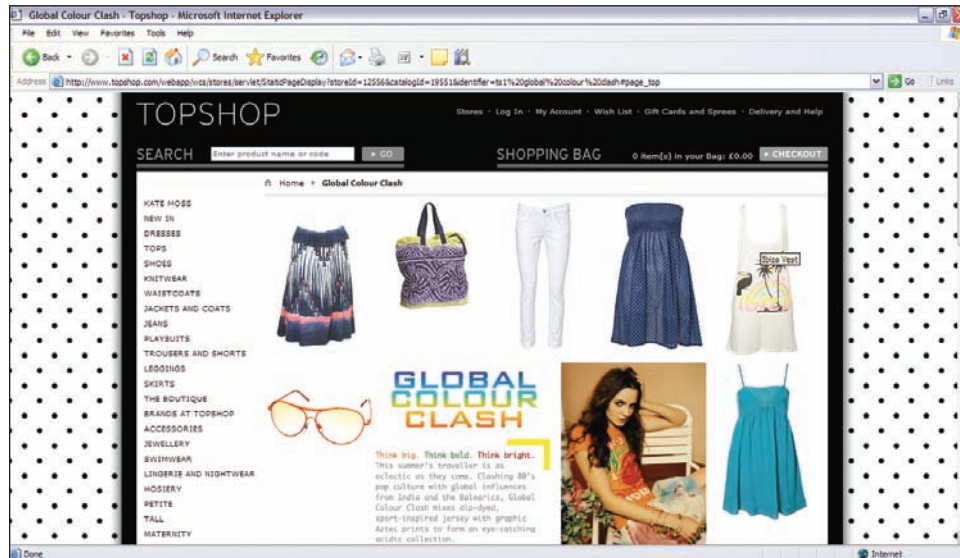 Global Colour Clash - Topshop - Microsoft Internet Explorer
File Edit View Favorites Tools Help
Back Search Favorites
Address http://www.topshop.com/webapp/wcs/stores/servlet/StaticPageDisplay?storeId=12556&catalogId=19551&identifier=ts1%20global%20colour%20clash#page_top Go Links
TOPSHOP
Stores · Log In · My Account · Wish List · Gift Cards and Sprees · Delivery and Help
SEARCH Enter product name or code GO SHOPPING BAG 0 item(s) in your Bag: £0.00 CHECKOUT
Home Global Colour Clash
KATE MOSS
NEW IN
DRESSES
TOPS
SHOES
KNITWEAR
WAISTCOATS
JACKETS AND COATS
JEANS
PLAYSUITS
TROUSERS AND SHORTS
LEGGINGS
SKIRTS
THE BOUTIQUE
BRANDS AT TOPSHOP
ACCESSORIES
JEWELLERY
SWIMWEAR
LINGERIE AND NIGHTWEAR
HOSIERY
PETITE
TALL
MATERNITY
Ibiza Vest
GLOBAL
COLOUR
CLASH
Think big. Think bold. Think bright.
This summer's traveller is as
eclectic as they come. Clashing 80's
pop culture with global influences
from India and the Balearics, Global
Colour Clash mixes dip-dyed,
sport-inspired jersey with graphic
Aztec prints to form an eye-catching
acidic collection.
Done Internet